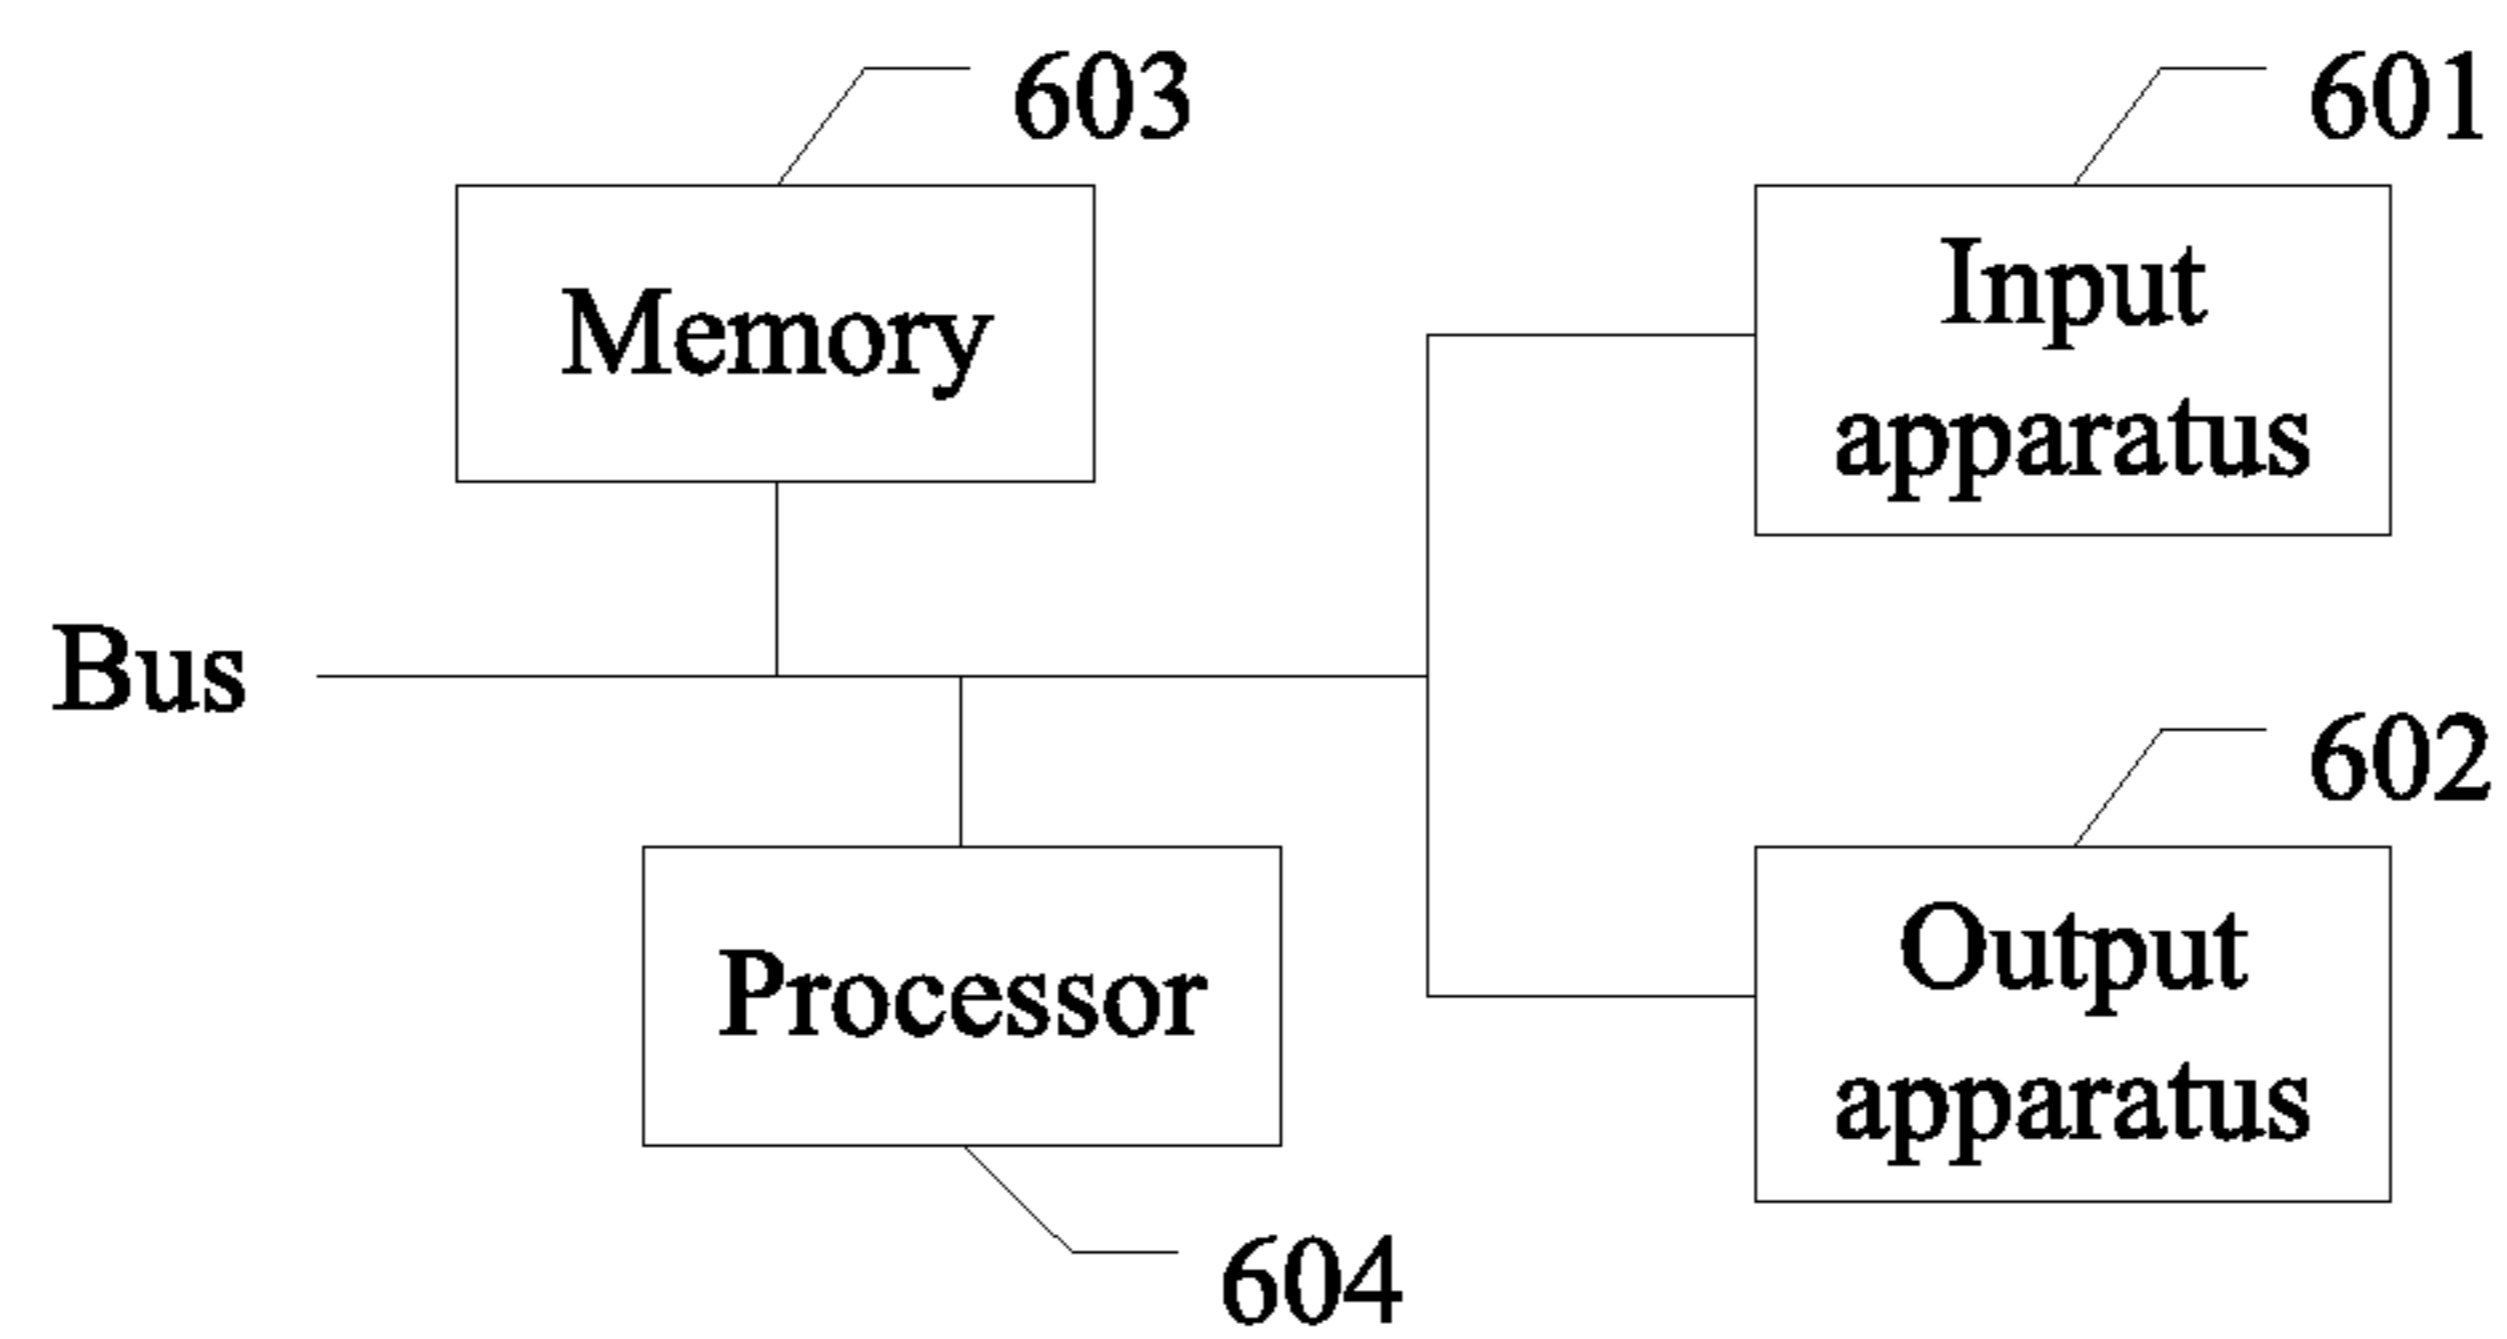 603
601
Memory
Input
apparatus
Bus
602
Processor
Output
apparatus
604